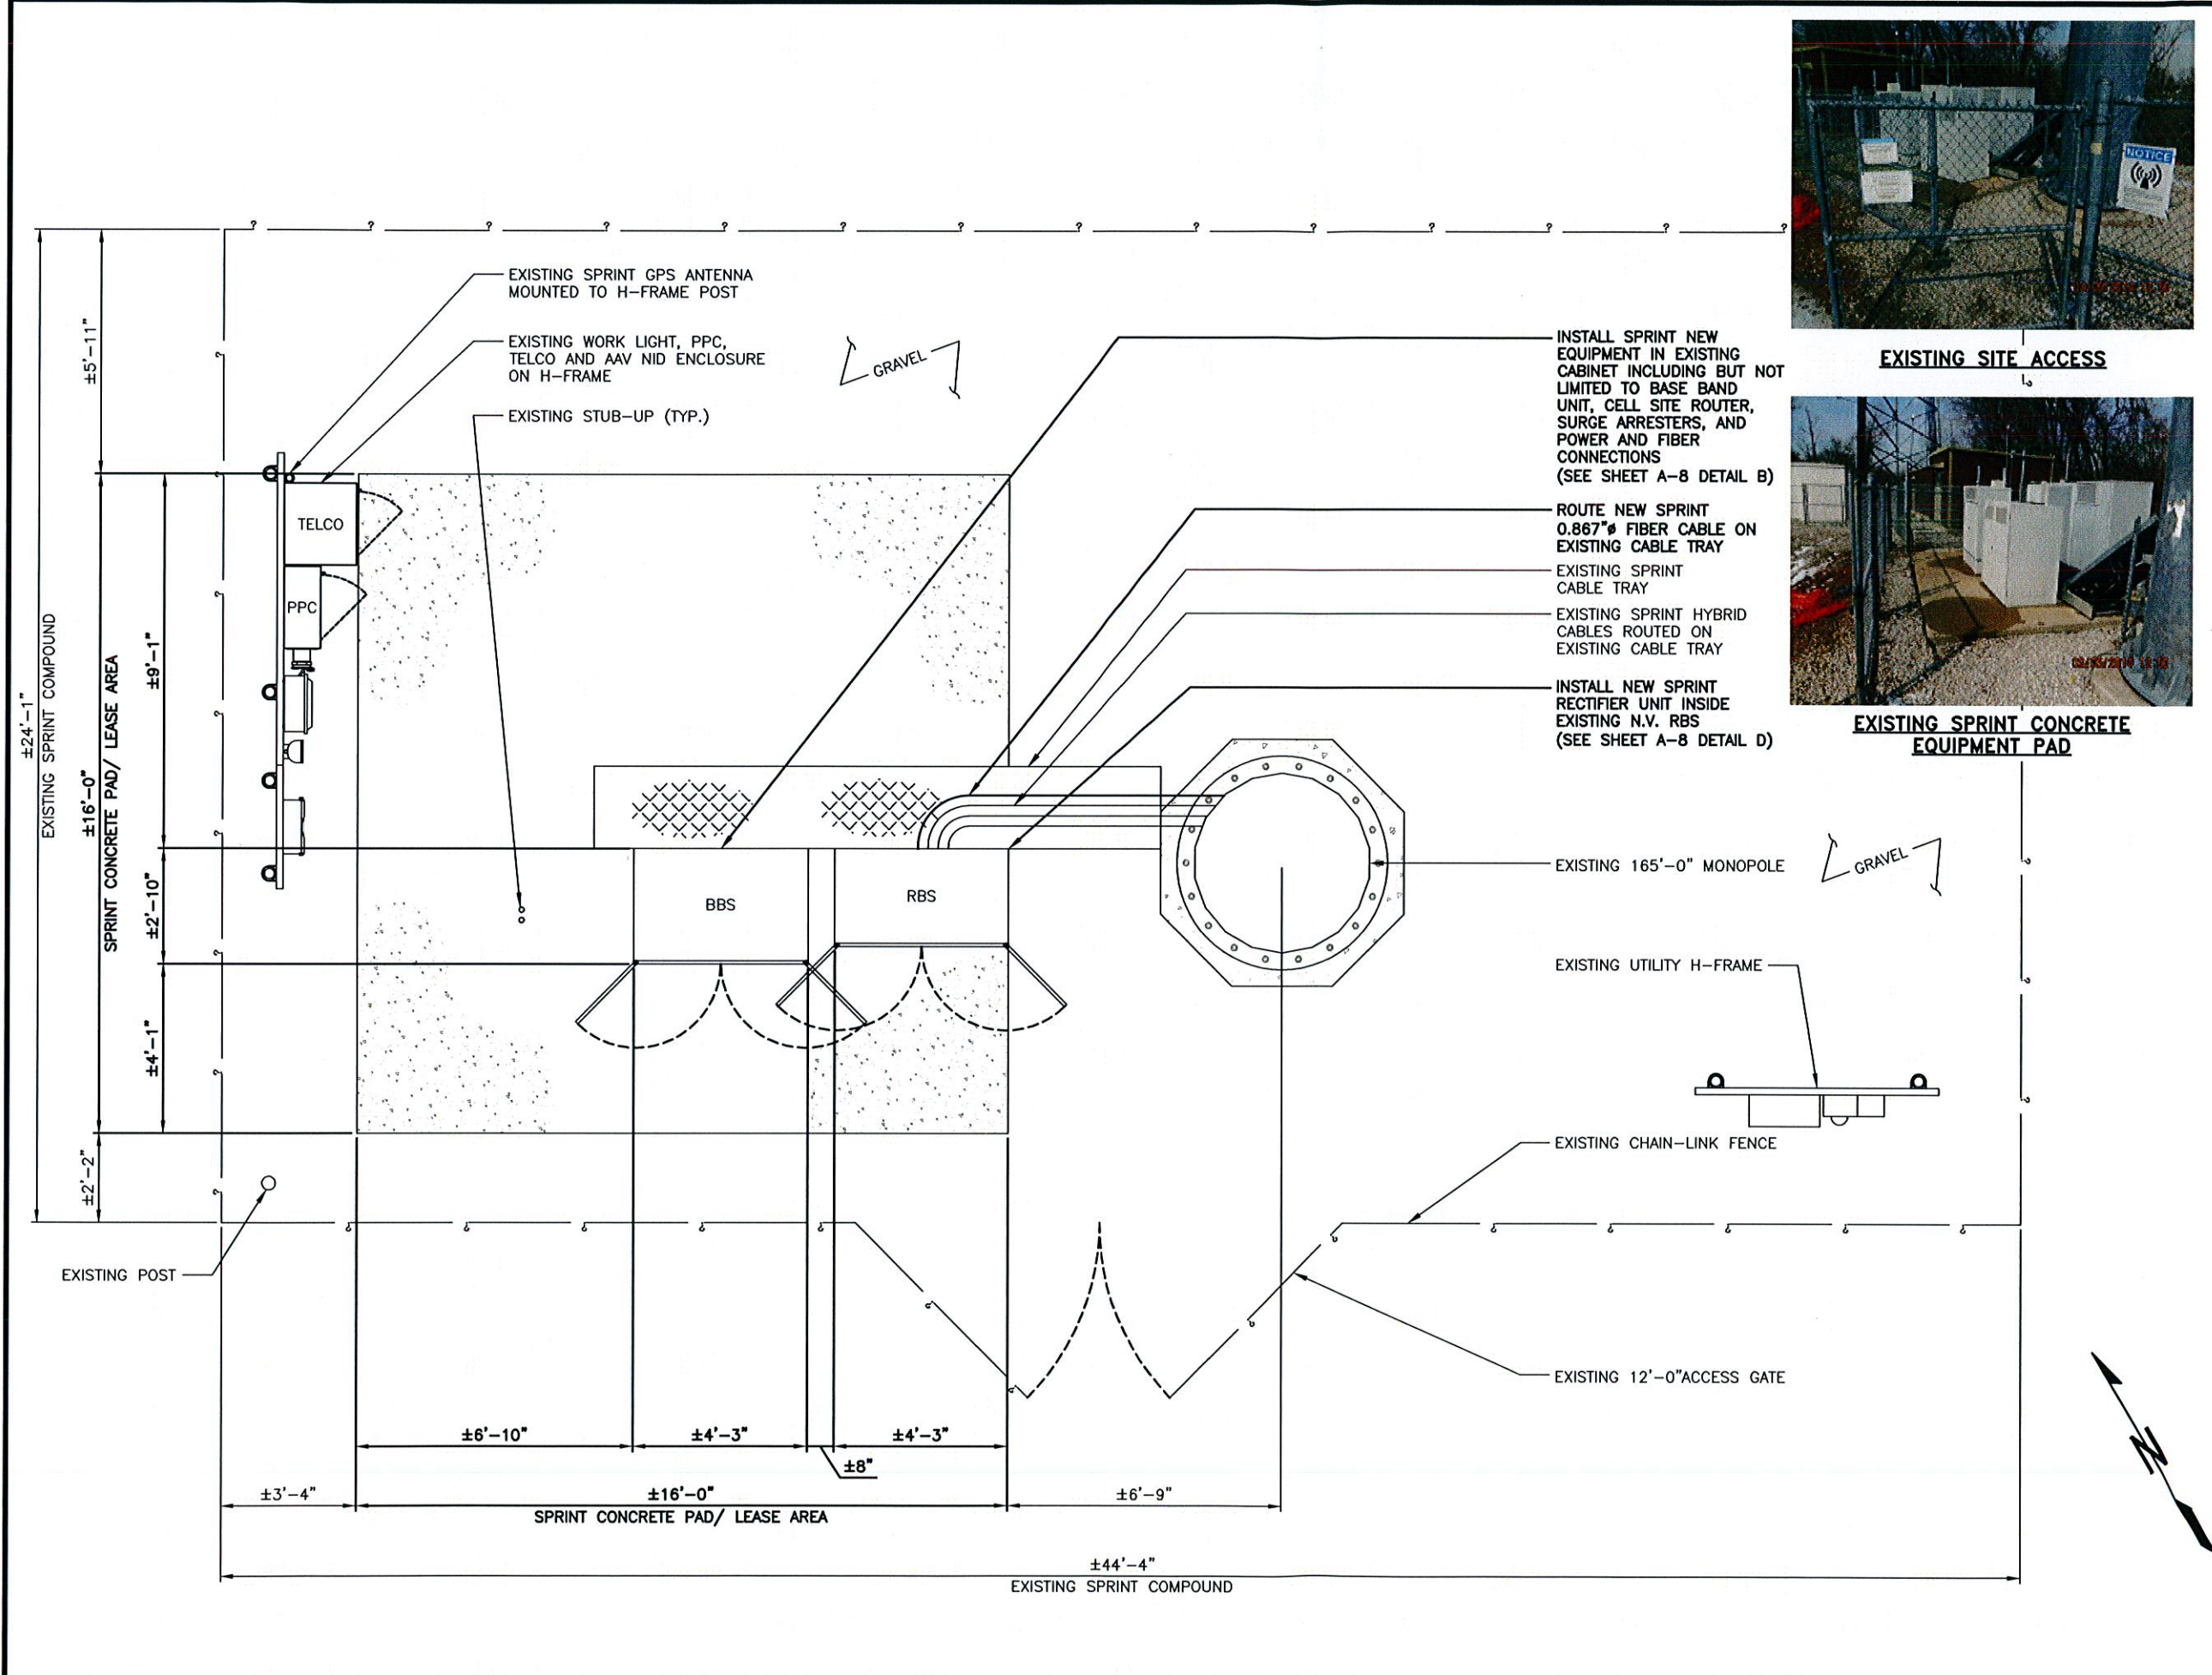 NOTICE
EXISTING SITE ACCESS
EXISTING SPRINT CONCRETE
EQUIPMENT PAD
EXISTING SPRINT GPS ANTENNA
MOUNTED TO H-FRAME POST
EXISTING WORK LIGHT, PPC,
TELCO AND AAV NID ENCLOSURE
ON H-FRAME
EXISTING STUB-UP (TYP.)
GRAVEL
INSTALL SPRINT NEW
EQUIPMENT IN EXISTING
CABINET INCLUDING BUT NOT
LIMITED TO BASE BAND
UNIT, CELL SITE ROUTER,
SURGE ARRESTERS, AND
POWER AND FIBER
CONNECTIONS
(SEE SHEET A-8 DETAIL B)
ROUTE NEW SPRINT
0.867"ø FIBER CABLE ON
EXISTING CABLE TRAY
EXISTING SPRINT
CABLE TRAY
EXISTING SPRINT HYBRID
CABLES ROUTED ON
EXISTING CABLE TRAY
INSTALL NEW SPRINT
RECTIFIER UNIT INSIDE
EXISTING N.V. RBS
(SEE SHEET A-8 DETAIL D)
EXISTING 165'-0" MONOPOLE
GRAVEL
EXISTING UTILITY H-FRAME
EXISTING CHAIN-LINK FENCE
EXISTING 12'-0"ACCESS GATE
TELCO
PPC
BBS
RBS
±24'-1"
EXISTING SPRINT COMPOUND
±5'-11"
±16'-0"
SPRINT CONCRETE PAD/ LEASE AREA
±9'-1"
±2'-10"
±4'-1"
±2'-2"
EXISTING POST
±6'-10"
±4'-3"
±4'-3"
±8"
±3'-4"
±16'-0"
SPRINT CONCRETE PAD/ LEASE AREA
±6'-9"
±44'-4"
EXISTING SPRINT COMPOUND
N